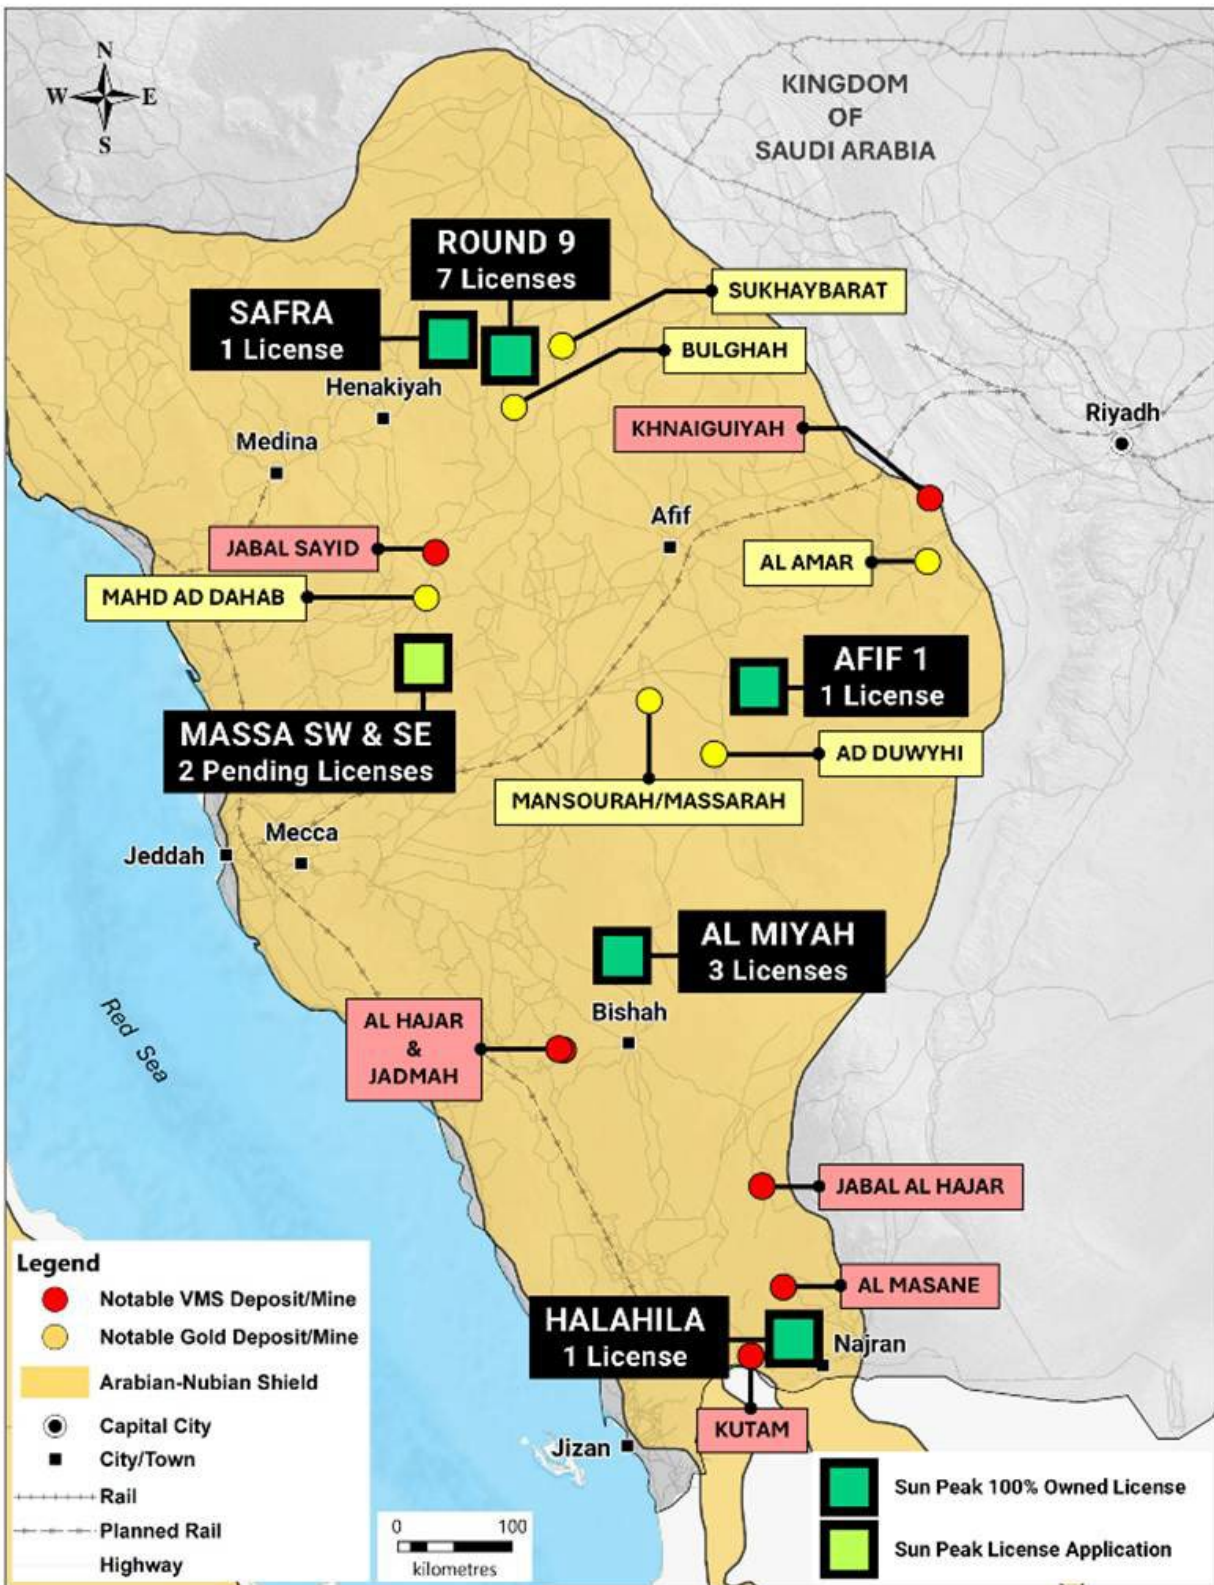 N
W
E
S
KINGDOM
OF
SAUDI ARABIA
ROUND 9
7 Licenses
SUKHAYBARAT
SAFRA
1 License
BULGHAH
Henakiyah
KHNAIGUIYAH
Riyadh
Medina
Afif
JABAL SAYID
AL AMAR
MAHD AD DAHAB
AFIF 1
1 License
MASSA SW & SE
2 Pending Licenses
AD DUWYHI
MANSOURAH/MASSARAH
Mecca
Jeddah
AL MIYAH
3 Licenses
Bishah
Red Sea
AL HAJAR
&
JADMAH
JABAL AL HAJAR
AL MASANE
HALAHILA
1 License
Najran
KUTAM
Jizan
Legend
Notable VMS Deposit/Mine
Notable Gold Deposit/Mine
Arabian-Nubian Shield
Capital City
City/Town
Rail
Planned Rail
Highway
0 100
kilometres
Sun Peak 100% Owned License
Sun Peak License Application